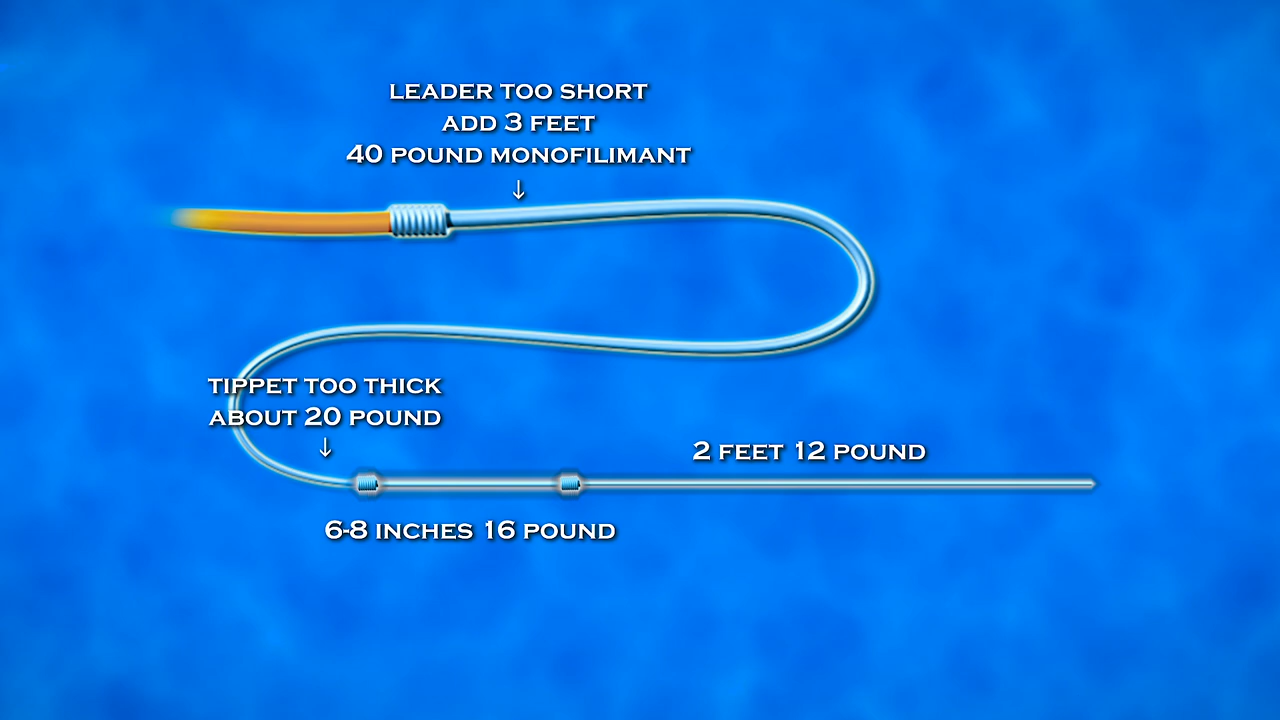 LEADER TOO SHORT
ADD 3 FEET
40 POUND MONOFILIMANT
↓
TIPPET TOO THICK
ABOUT 20 POUND
↓
2 FEET 12 POUND
6-8 INCHES 16 POUND